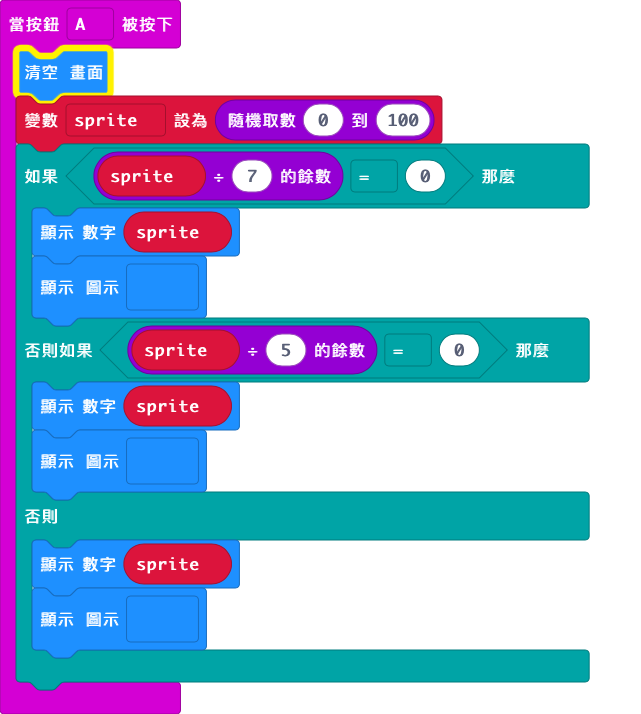 當按鈕 A 被按下
清空 畫面
變數 sprite 設為 隨機取數 0 到 100
如果 sprite ÷ 7 的餘數 = 0 那麼
顯示 數字 sprite
顯示 圖示
否則如果 sprite ÷ 5 的餘數 = 0 那麼
顯示 數字 sprite
顯示 圖示
否則
顯示 數字 sprite
顯示 圖示